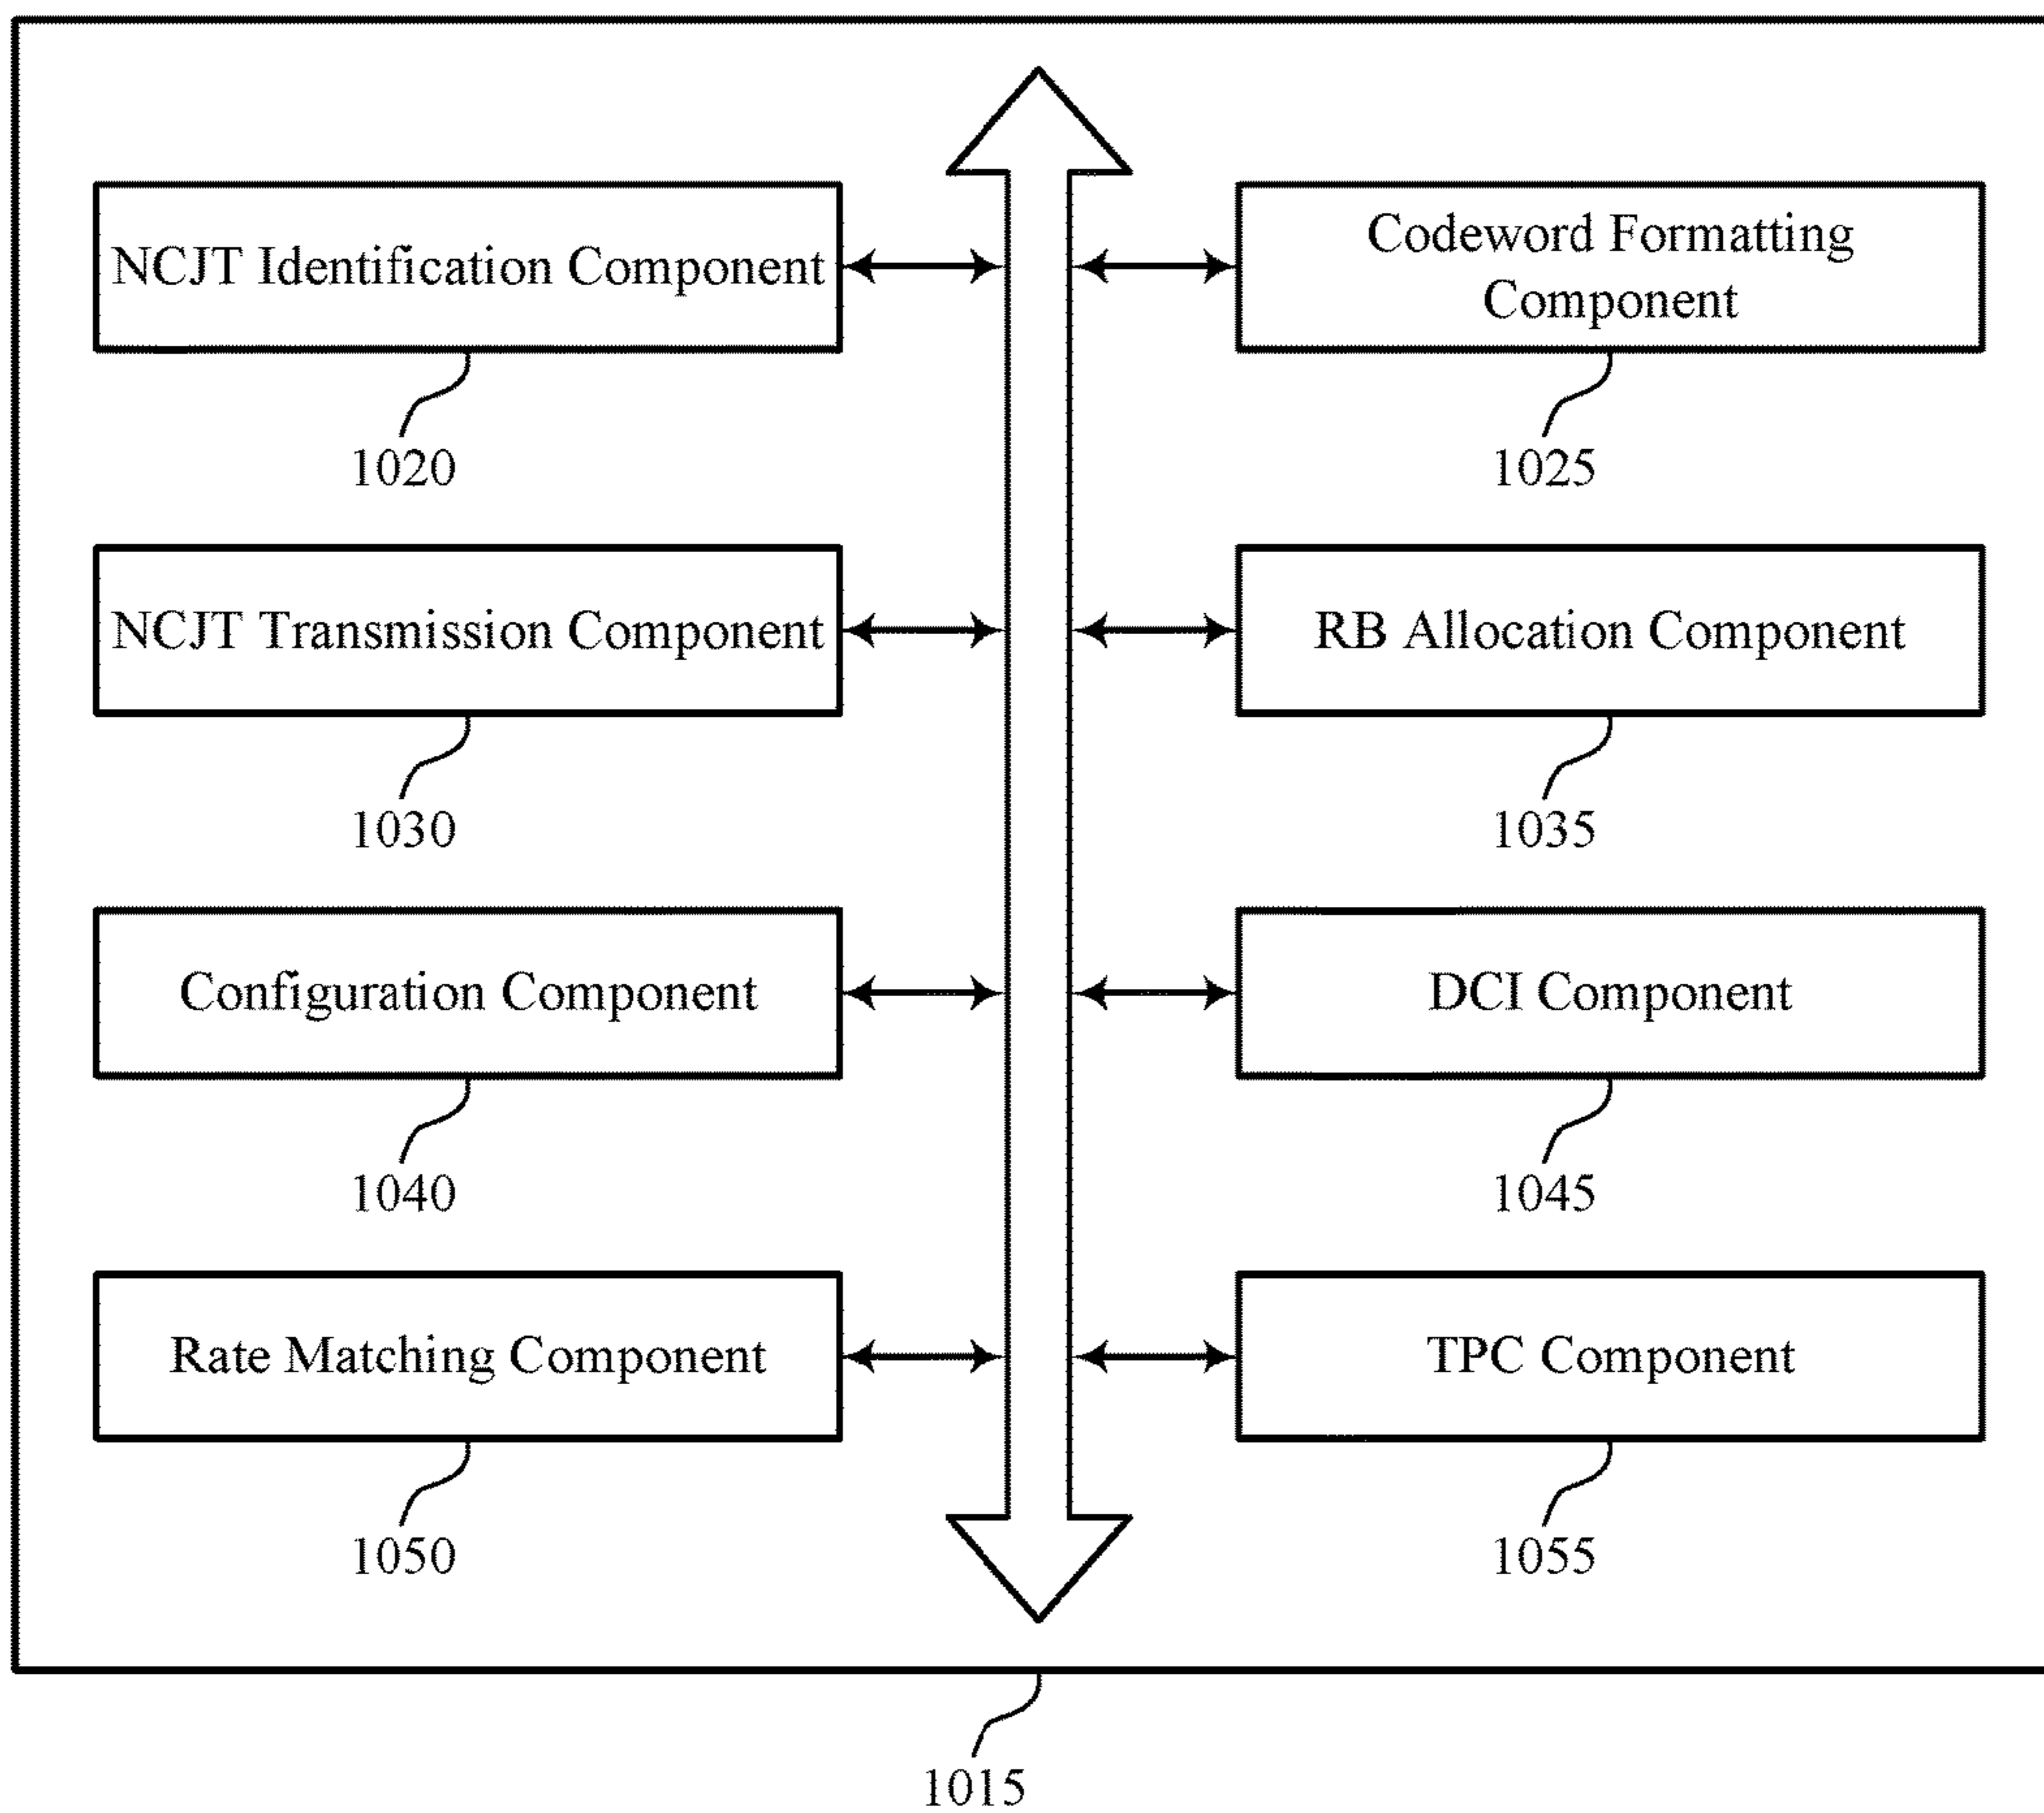 NCJT Identification Component
1020
Codeword Formatting
Component
1025
NCJT Transmission Component
1030
RB Allocation Component
1035
Configuration Component
1040
DCI Component
1045
Rate Matching Component
1050
TPC Component
1055
1015